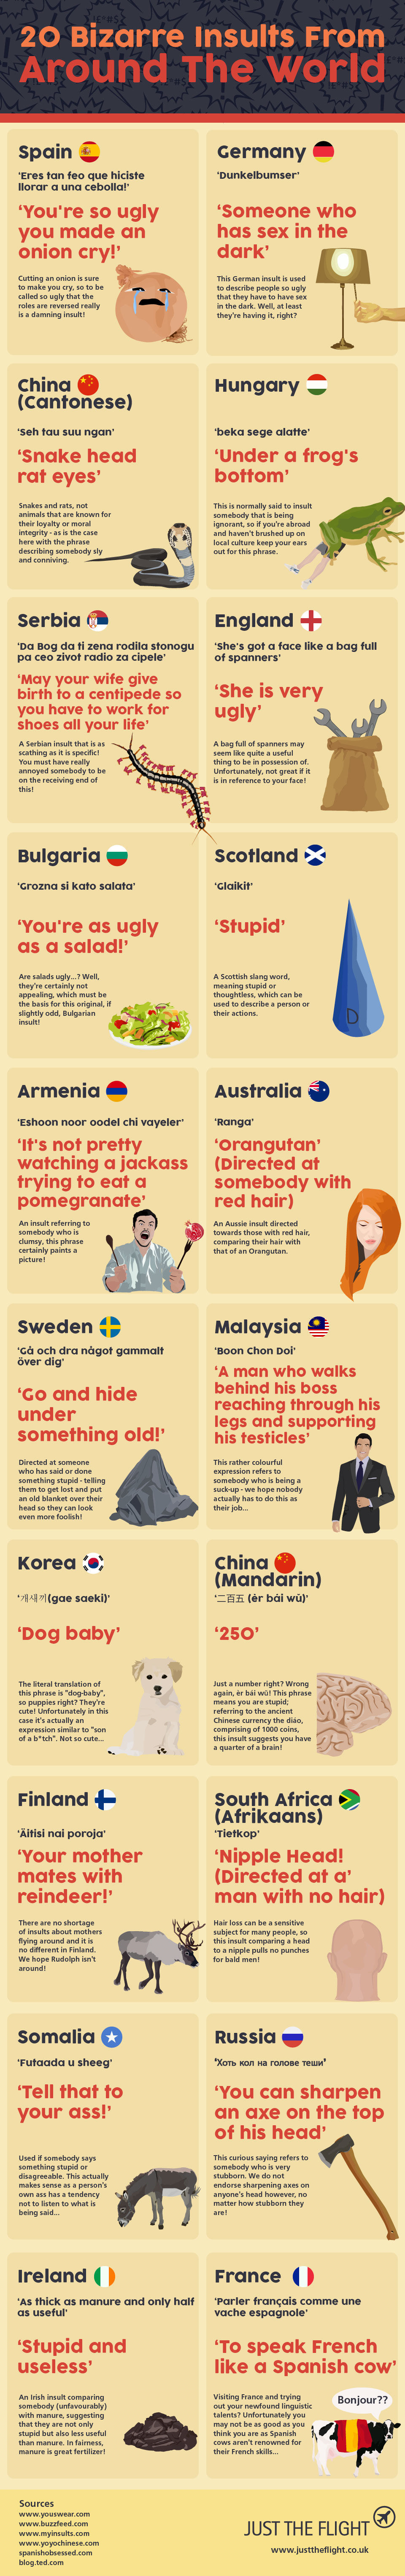 20 Bizarre Insults From
Around The World
Spain
'Eres tan feo que hiciste
llorar a una cebolla!'
'You're so ugly
you made an
onion cry!'
Cutting an onion is sure
to make you cry, so to be
called so ugly that the
roles are reversed really
is a damning insult!
Germany
'Dunkelbumser'
'Someone who
has sex in the
dark'
This German insult is used
to describe people so ugly
that they have to have sex
in the dark. Well, at least
they're having it, right?
China
(Cantonese)
'Seh tau suu ngan'
'Snake head
rat eyes'
Snakes and rats, not
animals that are known for
their loyalty or moral
integrity - as is the case
here with the phrase
describing somebody sly
and conniving.
Hungary
'beka sege alatte'
'Under a frog's
bottom'
This is normally said to insult
somebody that is being
ignorant, so if you're abroad
and haven't brushed up on
local culture keep your ears
out for this phrase.
Serbia
'Da Bog da ti zena rodila stonogu
pa ceo zivot radio za cipele'
'May your wife give
birth to a centipede so
you have to work for
shoes all your life'
A Serbian insult that is as
scathing as it is specific!
You must have really
annoyed somebody to be
on the receiving end of
this!
England
'She's got a face like a bag full
of spanners'
'She is very
ugly'
A bag full of spanners may
seem like quite a useful
thing to be in possession of.
Unfortunately, not great if it
is in reference to your face!
Bulgaria
'Grozna si kato salata'
'You're as ugly
as a salad!'
Are salads ugly...? Well,
they're certainly not
appealing, which must be
the basis for this original, if
slightly odd, Bulgarian
insult!
Scotland
'Glaikit'
'Stupid'
A Scottish slang word,
meaning stupid or
thoughtless, which can be
used to describe a person or
their actions.
D
Armenia
'Eshoon noor oodel chi vayeler'
'It's not pretty
watching a jackass
trying to eat a
pomegranate'
An insult referring to
somebody who is
clumsy, this phrase
certainly paints a
picture!
Australia
'Ranga'
'Orangutan'
(Directed at
somebody with
red hair)
An Aussie insult directed
towards those with red hair,
comparing their hair with
that of an Orangutan.
Sweden
'Gå och dra något gammalt
över dig'
'Go and hide
under
something old!'
Directed at someone
who has said or done
something stupid - telling
them to get lost and put
an old blanket over their
head so they can look
even more foolish!
Malaysia
'Boon Chon Doi'
'A man who walks
behind his boss
reaching through his
legs and supporting
his testicles'
This rather colourful
expression refers to
somebody who is being a
suck-up - we hope nobody
actually has to do this as
their job...
Korea
'개새끼(gae saeki)'
'Dog baby'
The literal translation of
this phrase is "dog-baby",
so puppies right? They're
cute! Unfortunately in this
case it's actually an
expression similar to "son
of a b*tch". Not so cute...
China
(Mandarin)
'二百五 (èr bǎi wǔ)'
'250'
Just a number right? Wrong
again, èr bǎi wǔ! This phrase
means you are stupid;
referring to the ancient
Chinese currency the diào,
comprising of 1000 coins,
this insult suggests you have
a quarter of a brain!
Finland
'Äitisi nai poroja'
'Your mother
mates with
reindeer!'
There are no shortage
of insults about mothers
flying around and it is
no different in Finland.
We hope Rudolph isn't
around!
South Africa
(Afrikaans)
'Tietkop'
'Nipple Head!
(Directed at a'
man with no hair)
Hair loss can be a sensitive
subject for many people, so
this insult comparing a head
to a nipple pulls no punches
for bald men!
Somalia
'Futaada u sheeg'
'Tell that to
your ass!'
Used if somebody says
something stupid or
disagreeable. This actually
makes sense as a person's
own ass has a tendency
not to listen to what is
being said...
Russia
'Хоть кол на голове теши'
'You can sharpen
an axe on the top
of his head'
This curious saying refers to
somebody who is very
stubborn. We do not
endorse sharpening axes on
anyone's head however, no
matter how stubborn they
are!
Ireland
'As thick as manure and only half
as useful'
'Stupid and
useless'
An Irish insult comparing
somebody (unfavourably)
with manure, suggesting
that they are not only
stupid but also less useful
than manure. In fairness,
manure is great fertilizer!
France
'Parler français comme une
vache espagnole'
'To speak French
like a Spanish cow'
Visiting France and trying
out your newfound linguistic
talents? Unfortunately you
may not be as good as you
think you are as Spanish
cows aren't renowned for
their French skills...
Bonjour??
Sources
www.youswear.com
www.buzzfeed.com
www.myinsults.com
www.yoyochinese.com
spanishobsessed.com
blog.ted.com
JUST THE FLIGHT
www.justtheflight.co.uk